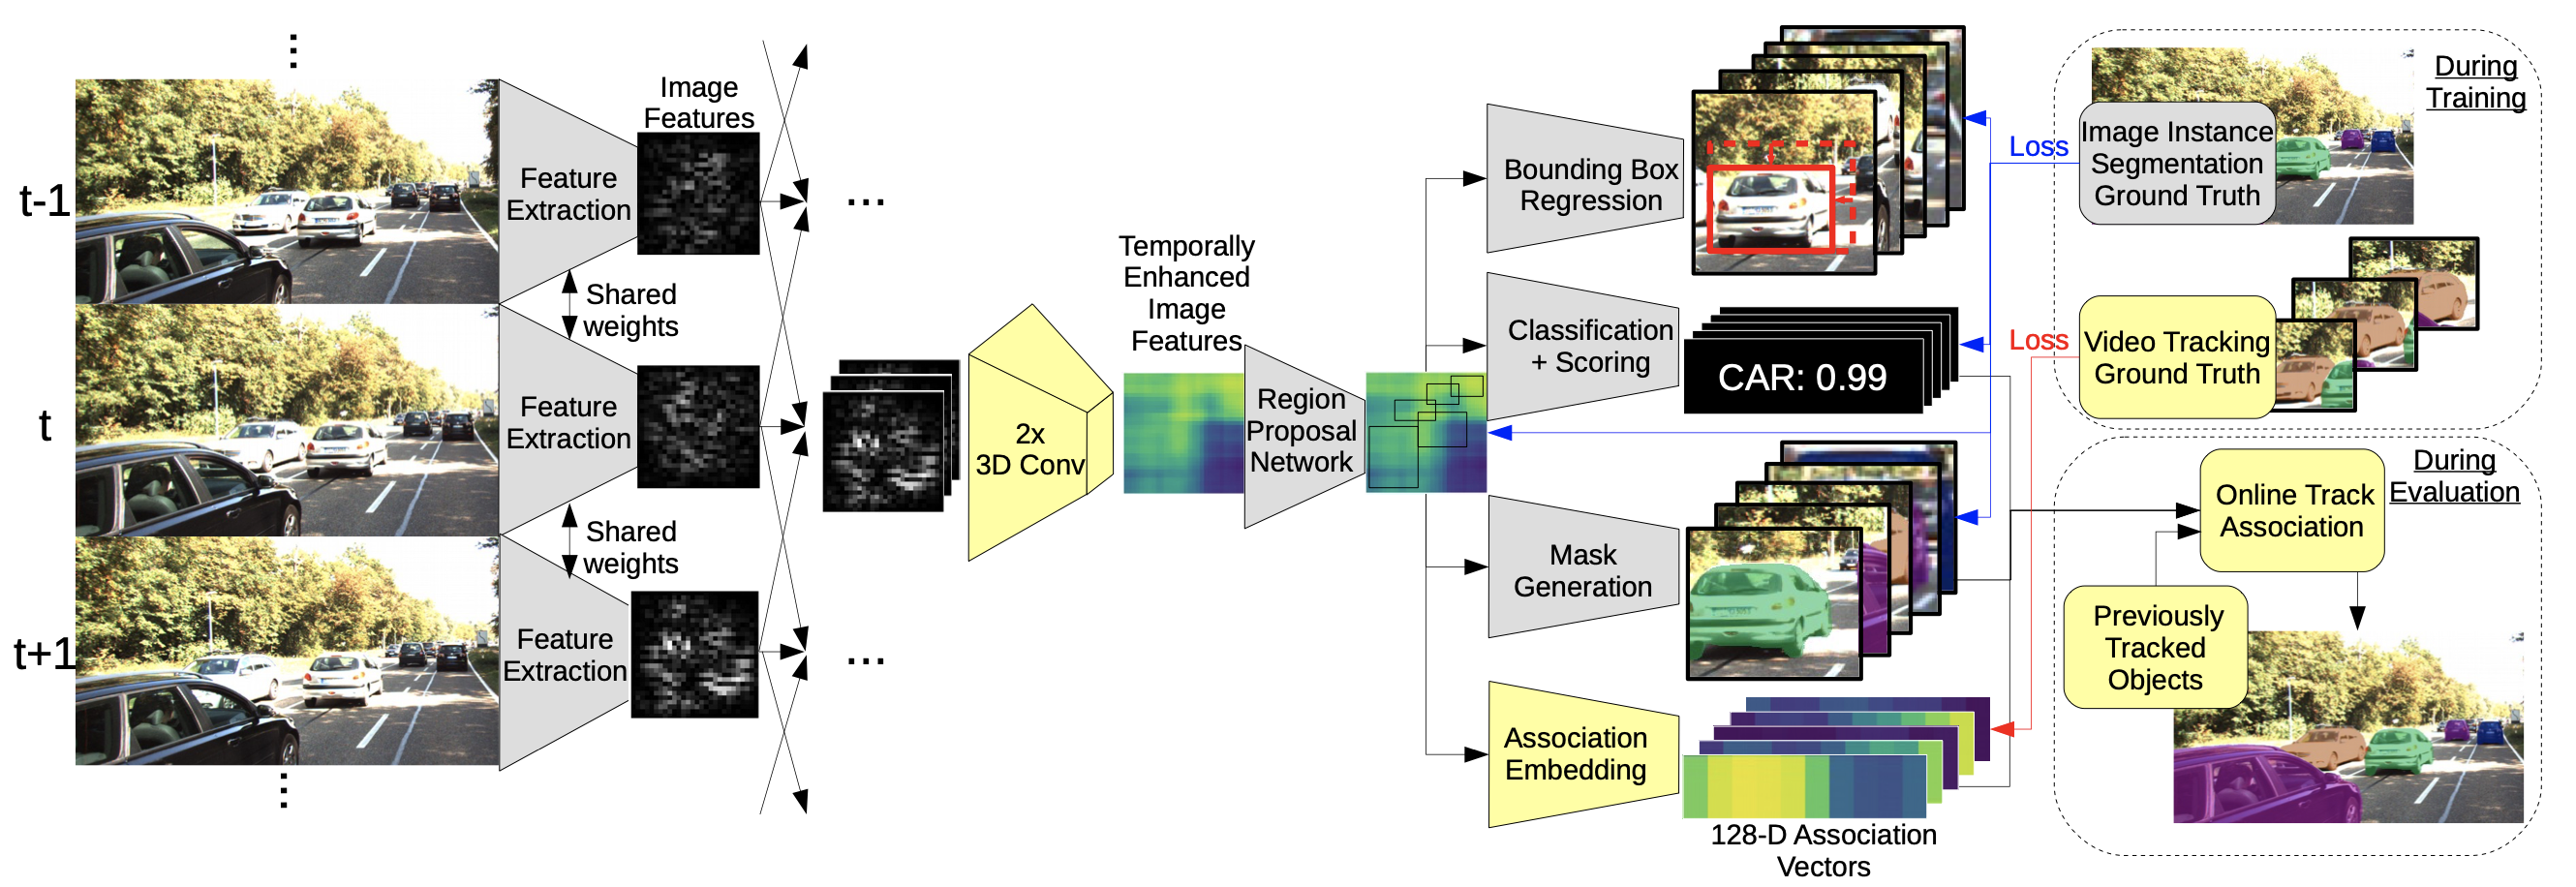 t-1
t
t+1
Feature
Extraction
Image
Features
Shared
weights
Feature
Extraction
Shared
weights
Feature
Extraction
...
...
2x
3D Conv
Temporally
Enhanced
Image
Features
Region
Proposal
Network
Bounding Box
Regression
Classification
+ Scoring
CAR: 0.99
Mask
Generation
Association
Embedding
128-D Association
Vectors
During
Training
Image Instance
Segmentation
Ground Truth
Loss
Video Tracking
Ground Truth
Loss
During
Evaluation
Online Track
Association
Previously
Tracked
Objects